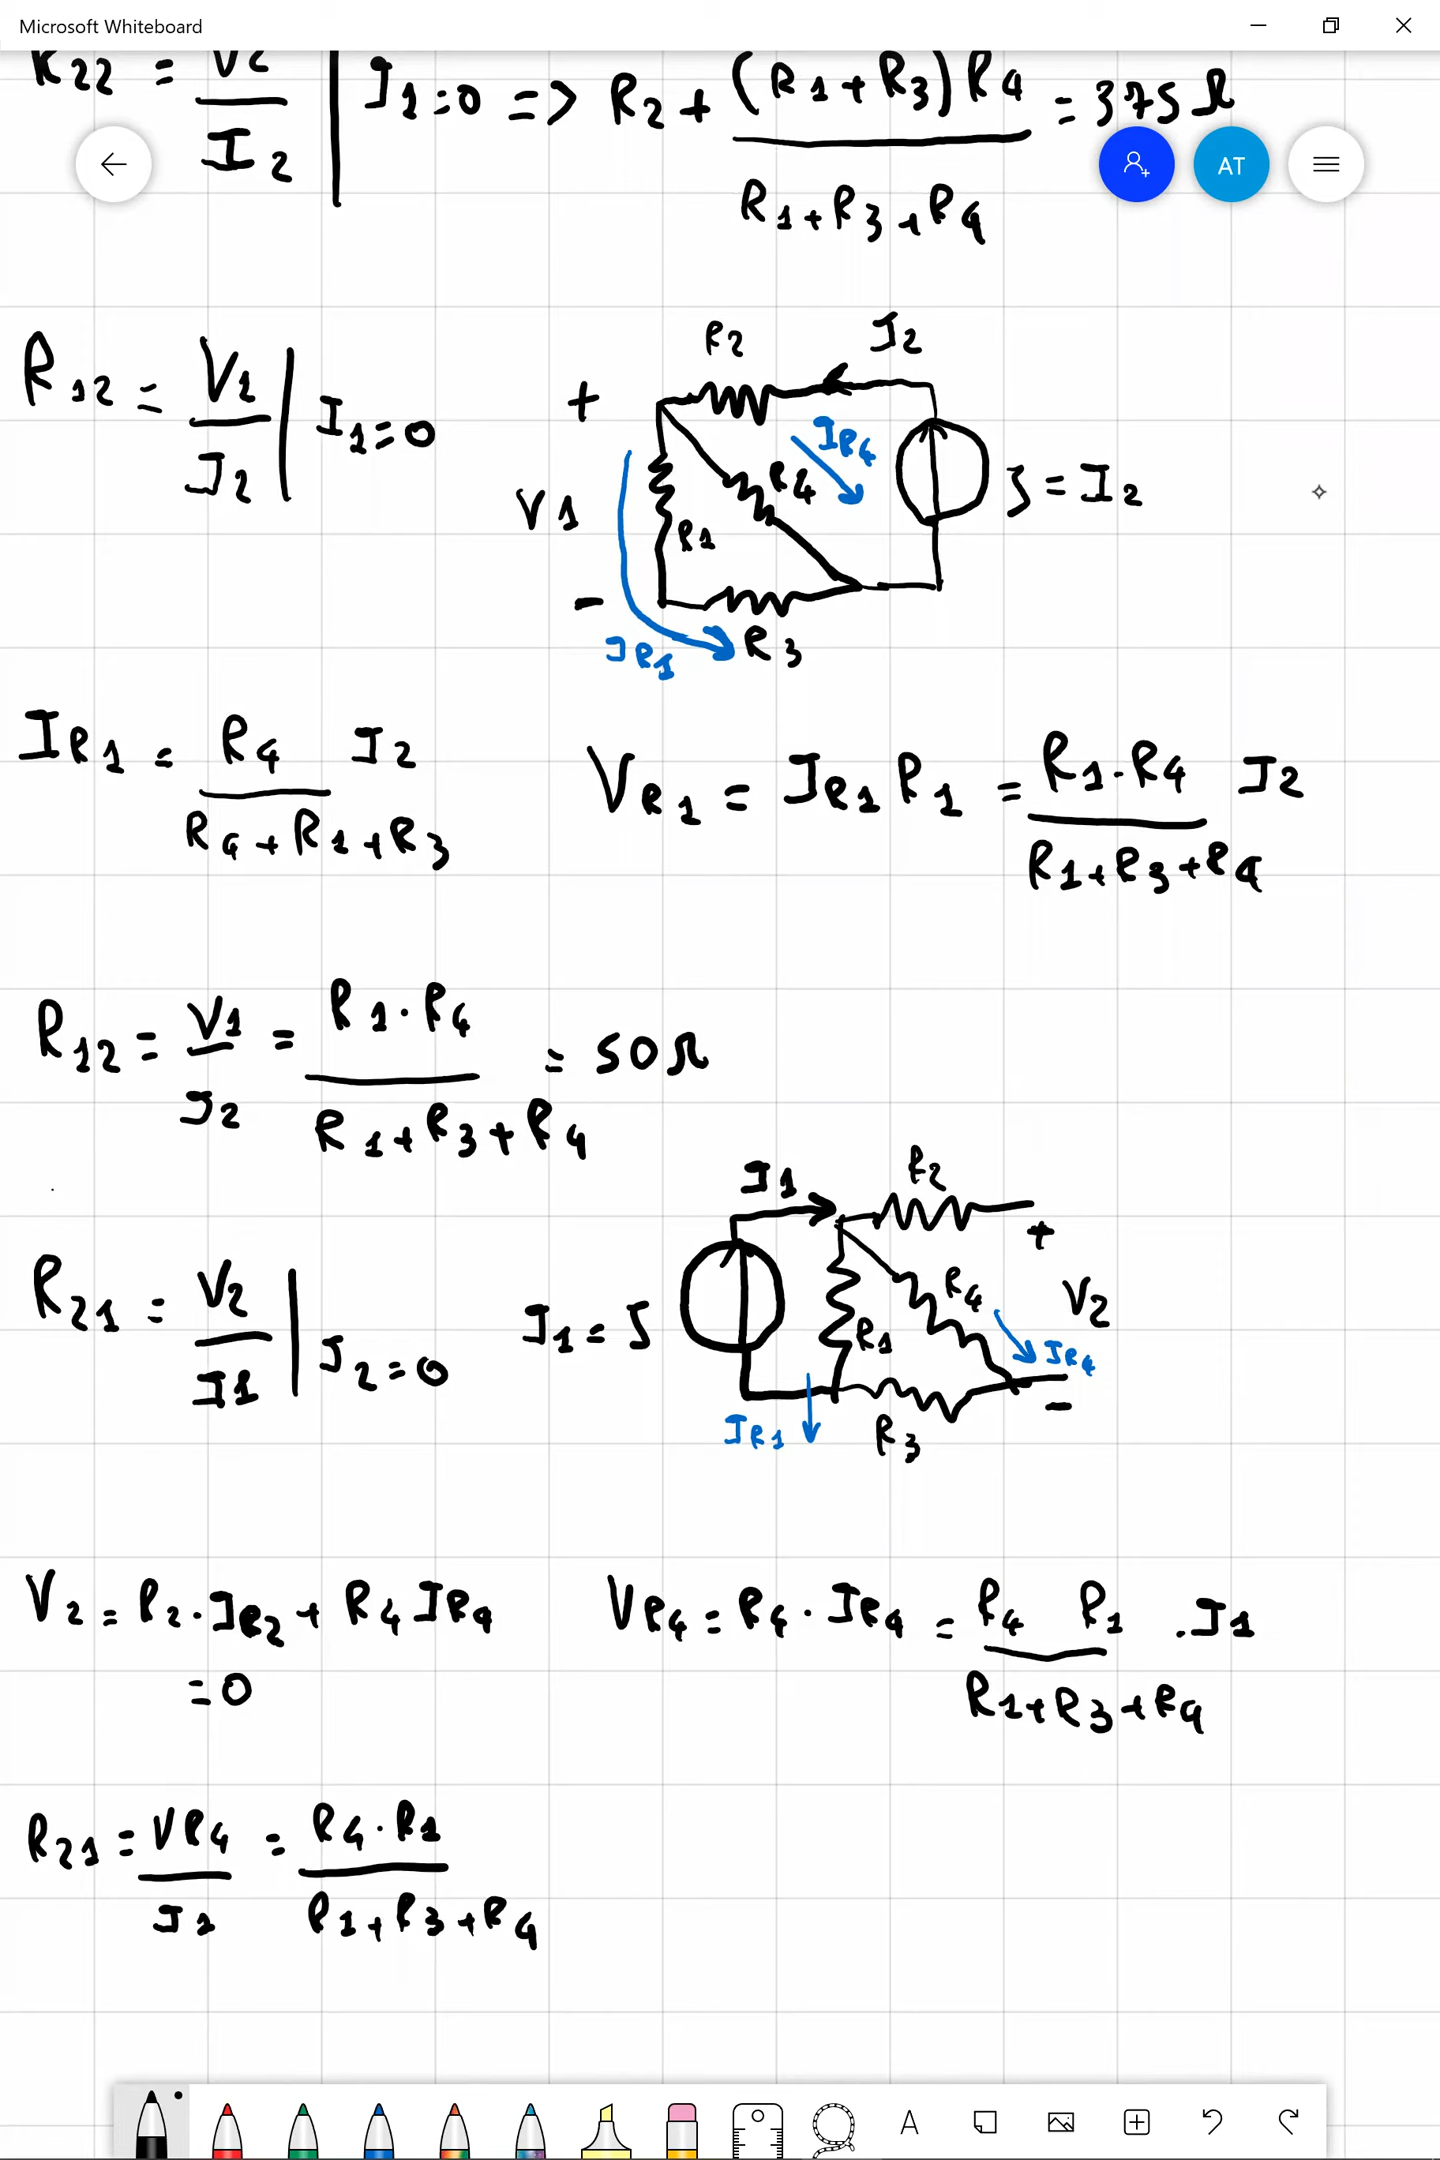 Microsoft Whiteboard
R22 = V2 / I2 | I1=0 => R2 + (R1+R3)R4 / R1+R3+R4 = 375Ω
AT
R12 = V1 / I2 | I1=0
R2 I2
+ V1 -
IR4
R4
R1
= I2
IR1
R3
IR1 = R4 / R4+R1+R3 I2
VR1 = IR1 R1 = R1.R4 / R1+R3+R4 I2
R12 = V1 / I2 = R1.R4 / R1+R3+R4 = 50Ω
R21 = V2 / I1 | I2=0
I1 R2
+ V2 -
I1 = 5
R4
R1
IR4
IR1
R3
V2 = R2.IR2 + R4 IR4
=0
VR4 = R4.IR4 = R4 R1 / R1+R3+R4 .I1
R21 = VR4 / I1 = R4.R1 / R1+R3+R4
A